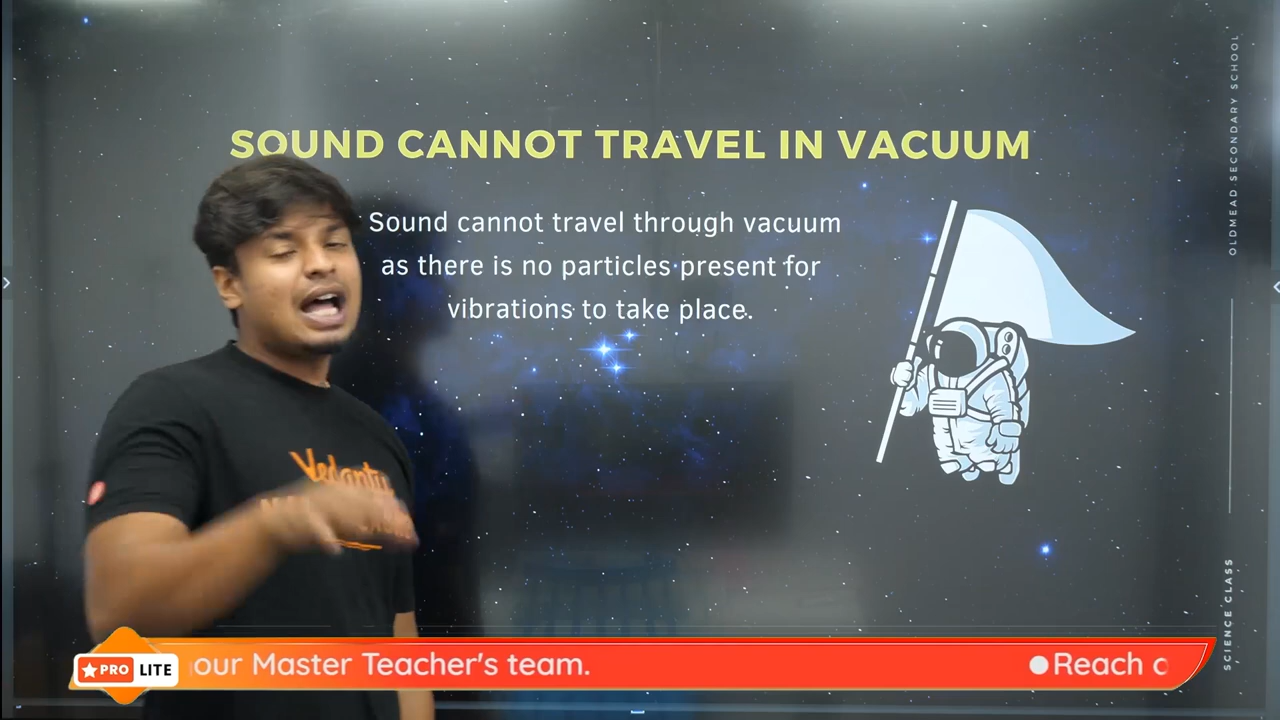 SOUND CANNOT TRAVEL IN VACUUM
Sound cannot travel through vacuum
as there is no particles present for
vibrations to take place.
OLDMEAD SECONDARY SCHOOL
SCIENCE CLASS
Vedantu
PRO LITE
our Master Teacher's team.
Reach